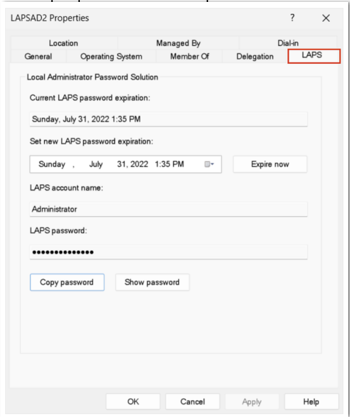 LAPSAD2 Properties ? ×
Location Managed By Dial-in
General Operating System Member Of Delegation LAPS
Local Administrator Password Solution
Current LAPS password expiration:
Sunday, July 31, 2022 1:35 PM
Set new LAPS password expiration:
Sunday , July 31, 2022 1:35 PM Expire now
LAPS account name:
Administrator
LAPS password:
••••••••••••••
Copy password Show password
OK Cancel Apply Help